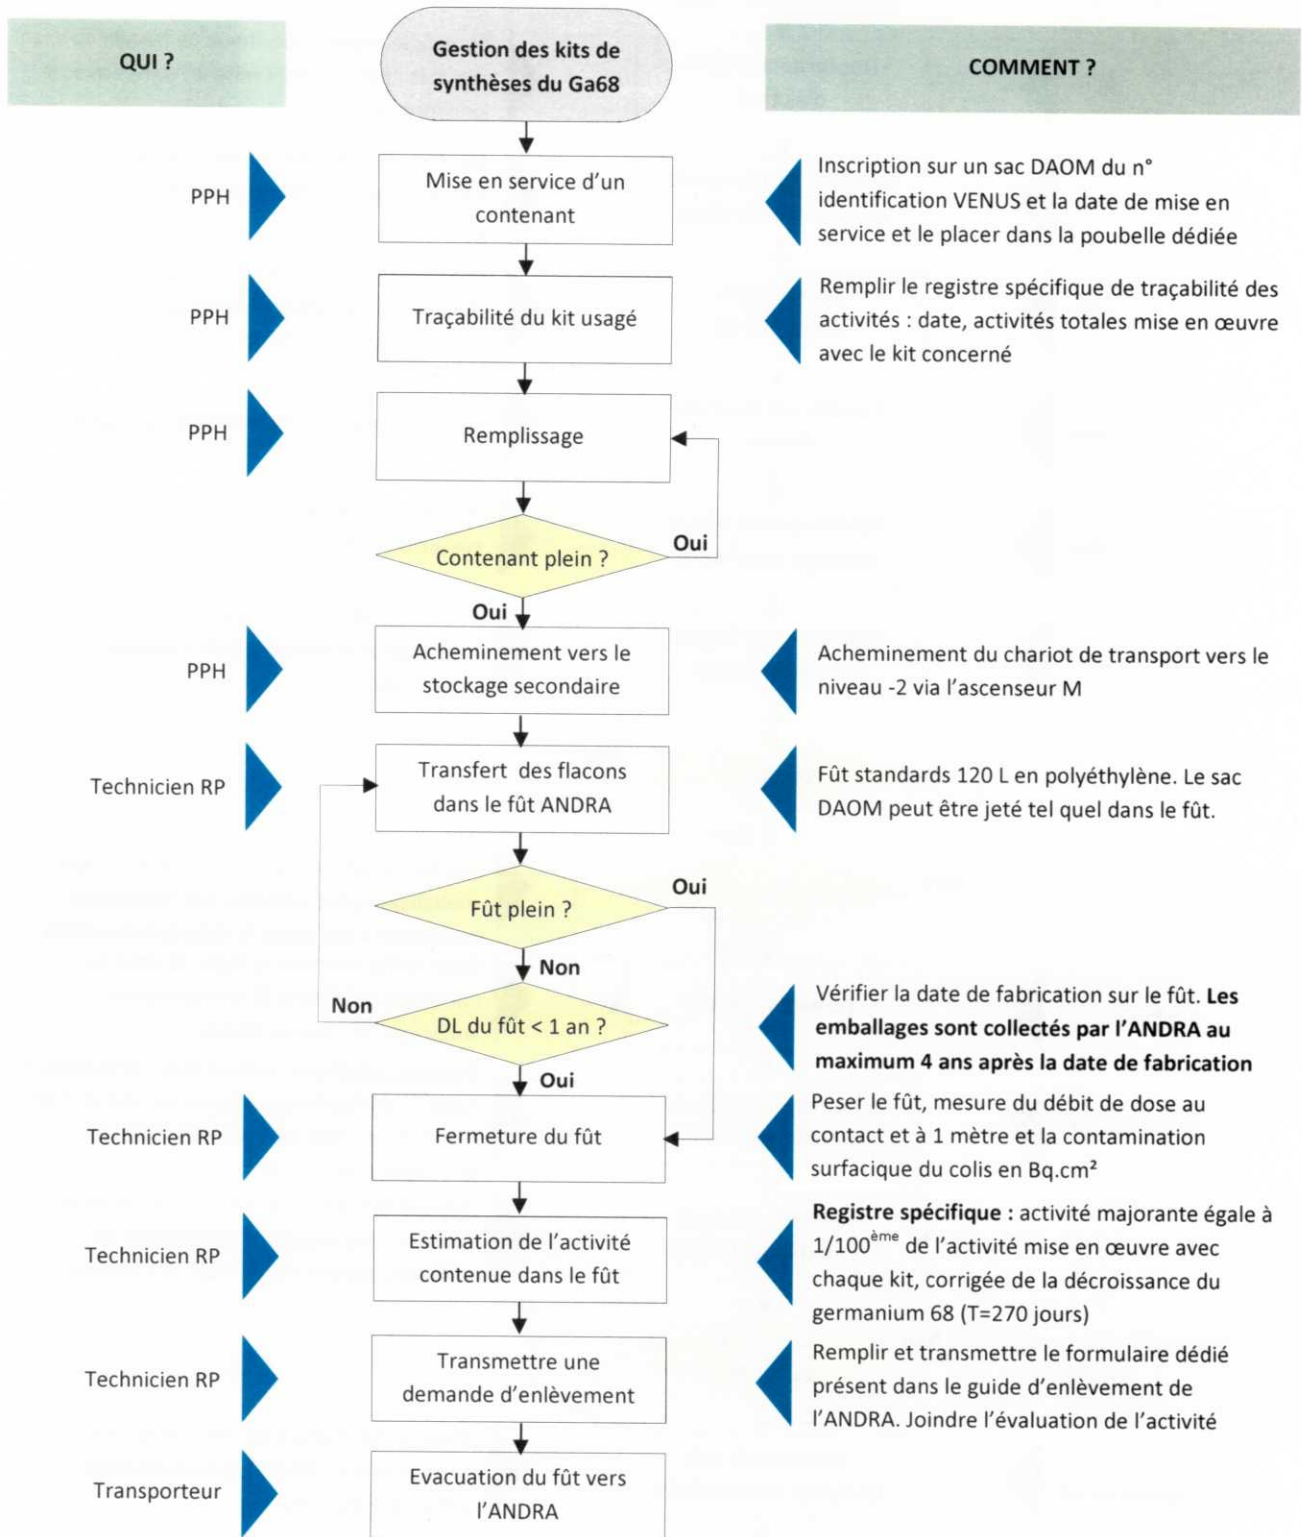 QUI ?
Gestion des kits de
synthèses du Ga68
COMMENT ?
PPH
Mise en service d'un
contenant
Inscription sur un sac DAOM du n°
identification VENUS et la date de mise en
service et le placer dans la poubelle dédiée
PPH
Traçabilité du kit usagé
Remplir le registre spécifique de traçabilité des
activités : date, activités totales mise en œuvre
avec le kit concerné
PPH
Remplissage
Contenant plein ?
Oui
Oui
PPH
Acheminement vers le
stockage secondaire
Acheminement du chariot de transport vers le
niveau -2 via l'ascenseur M
Technicien RP
Transfert des flacons
dans le fût ANDRA
Fût standards 120 L en polyéthylène. Le sac
DAOM peut être jeté tel quel dans le fût.
Fût plein ?
Oui
Non
Non
DL du fût < 1 an ?
Oui
Vérifier la date de fabrication sur le fût. Les
emballages sont collectés par l'ANDRA au
maximum 4 ans après la date de fabrication
Technicien RP
Fermeture du fût
Peser le fût, mesure du débit de dose au
contact et à 1 mètre et la contamination
surfacique du colis en Bq.cm²
Technicien RP
Estimation de l'activité
contenue dans le fût
Registre spécifique : activité majorante égale à
1/100ème de l'activité mise en œuvre avec
chaque kit, corrigée de la décroissance du
germanium 68 (T=270 jours)
Technicien RP
Transmettre une
demande d'enlèvement
Remplir et transmettre le formulaire dédié
présent dans le guide d'enlèvement de
l'ANDRA. Joindre l'évaluation de l'activité
Transporteur
Evacuation du fût vers
l'ANDRA